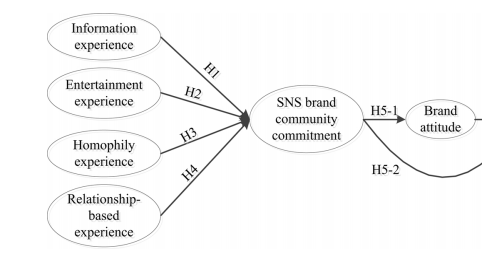 Information
experience
H1
Entertainment
experience
H2
SNS brand
community
commitment
H5-1
Brand
attitude
Homophily
experience
H3
H5-2
Relationship-
based
experience
H4